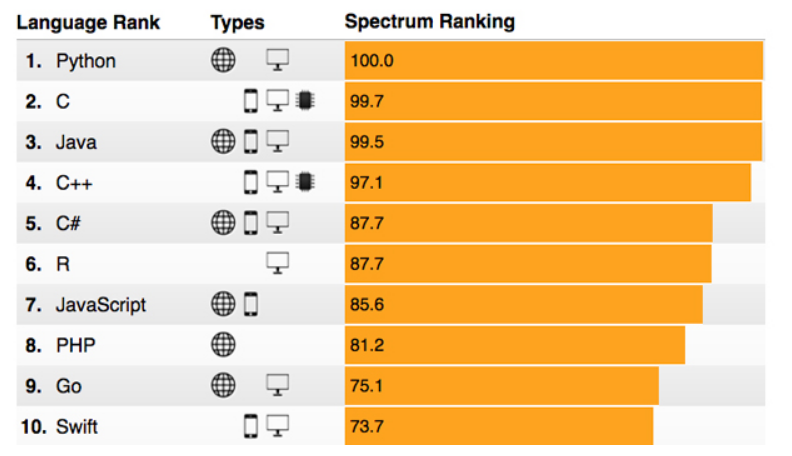 Language Rank Types Spectrum Ranking
1. Python 100.0
2. C 99.7
3. Java 99.5
4. C++ 97.1
5. C# 87.7
6. R 87.7
7. JavaScript 85.6
8. PHP 81.2
9. Go 75.1
10. Swift 73.7